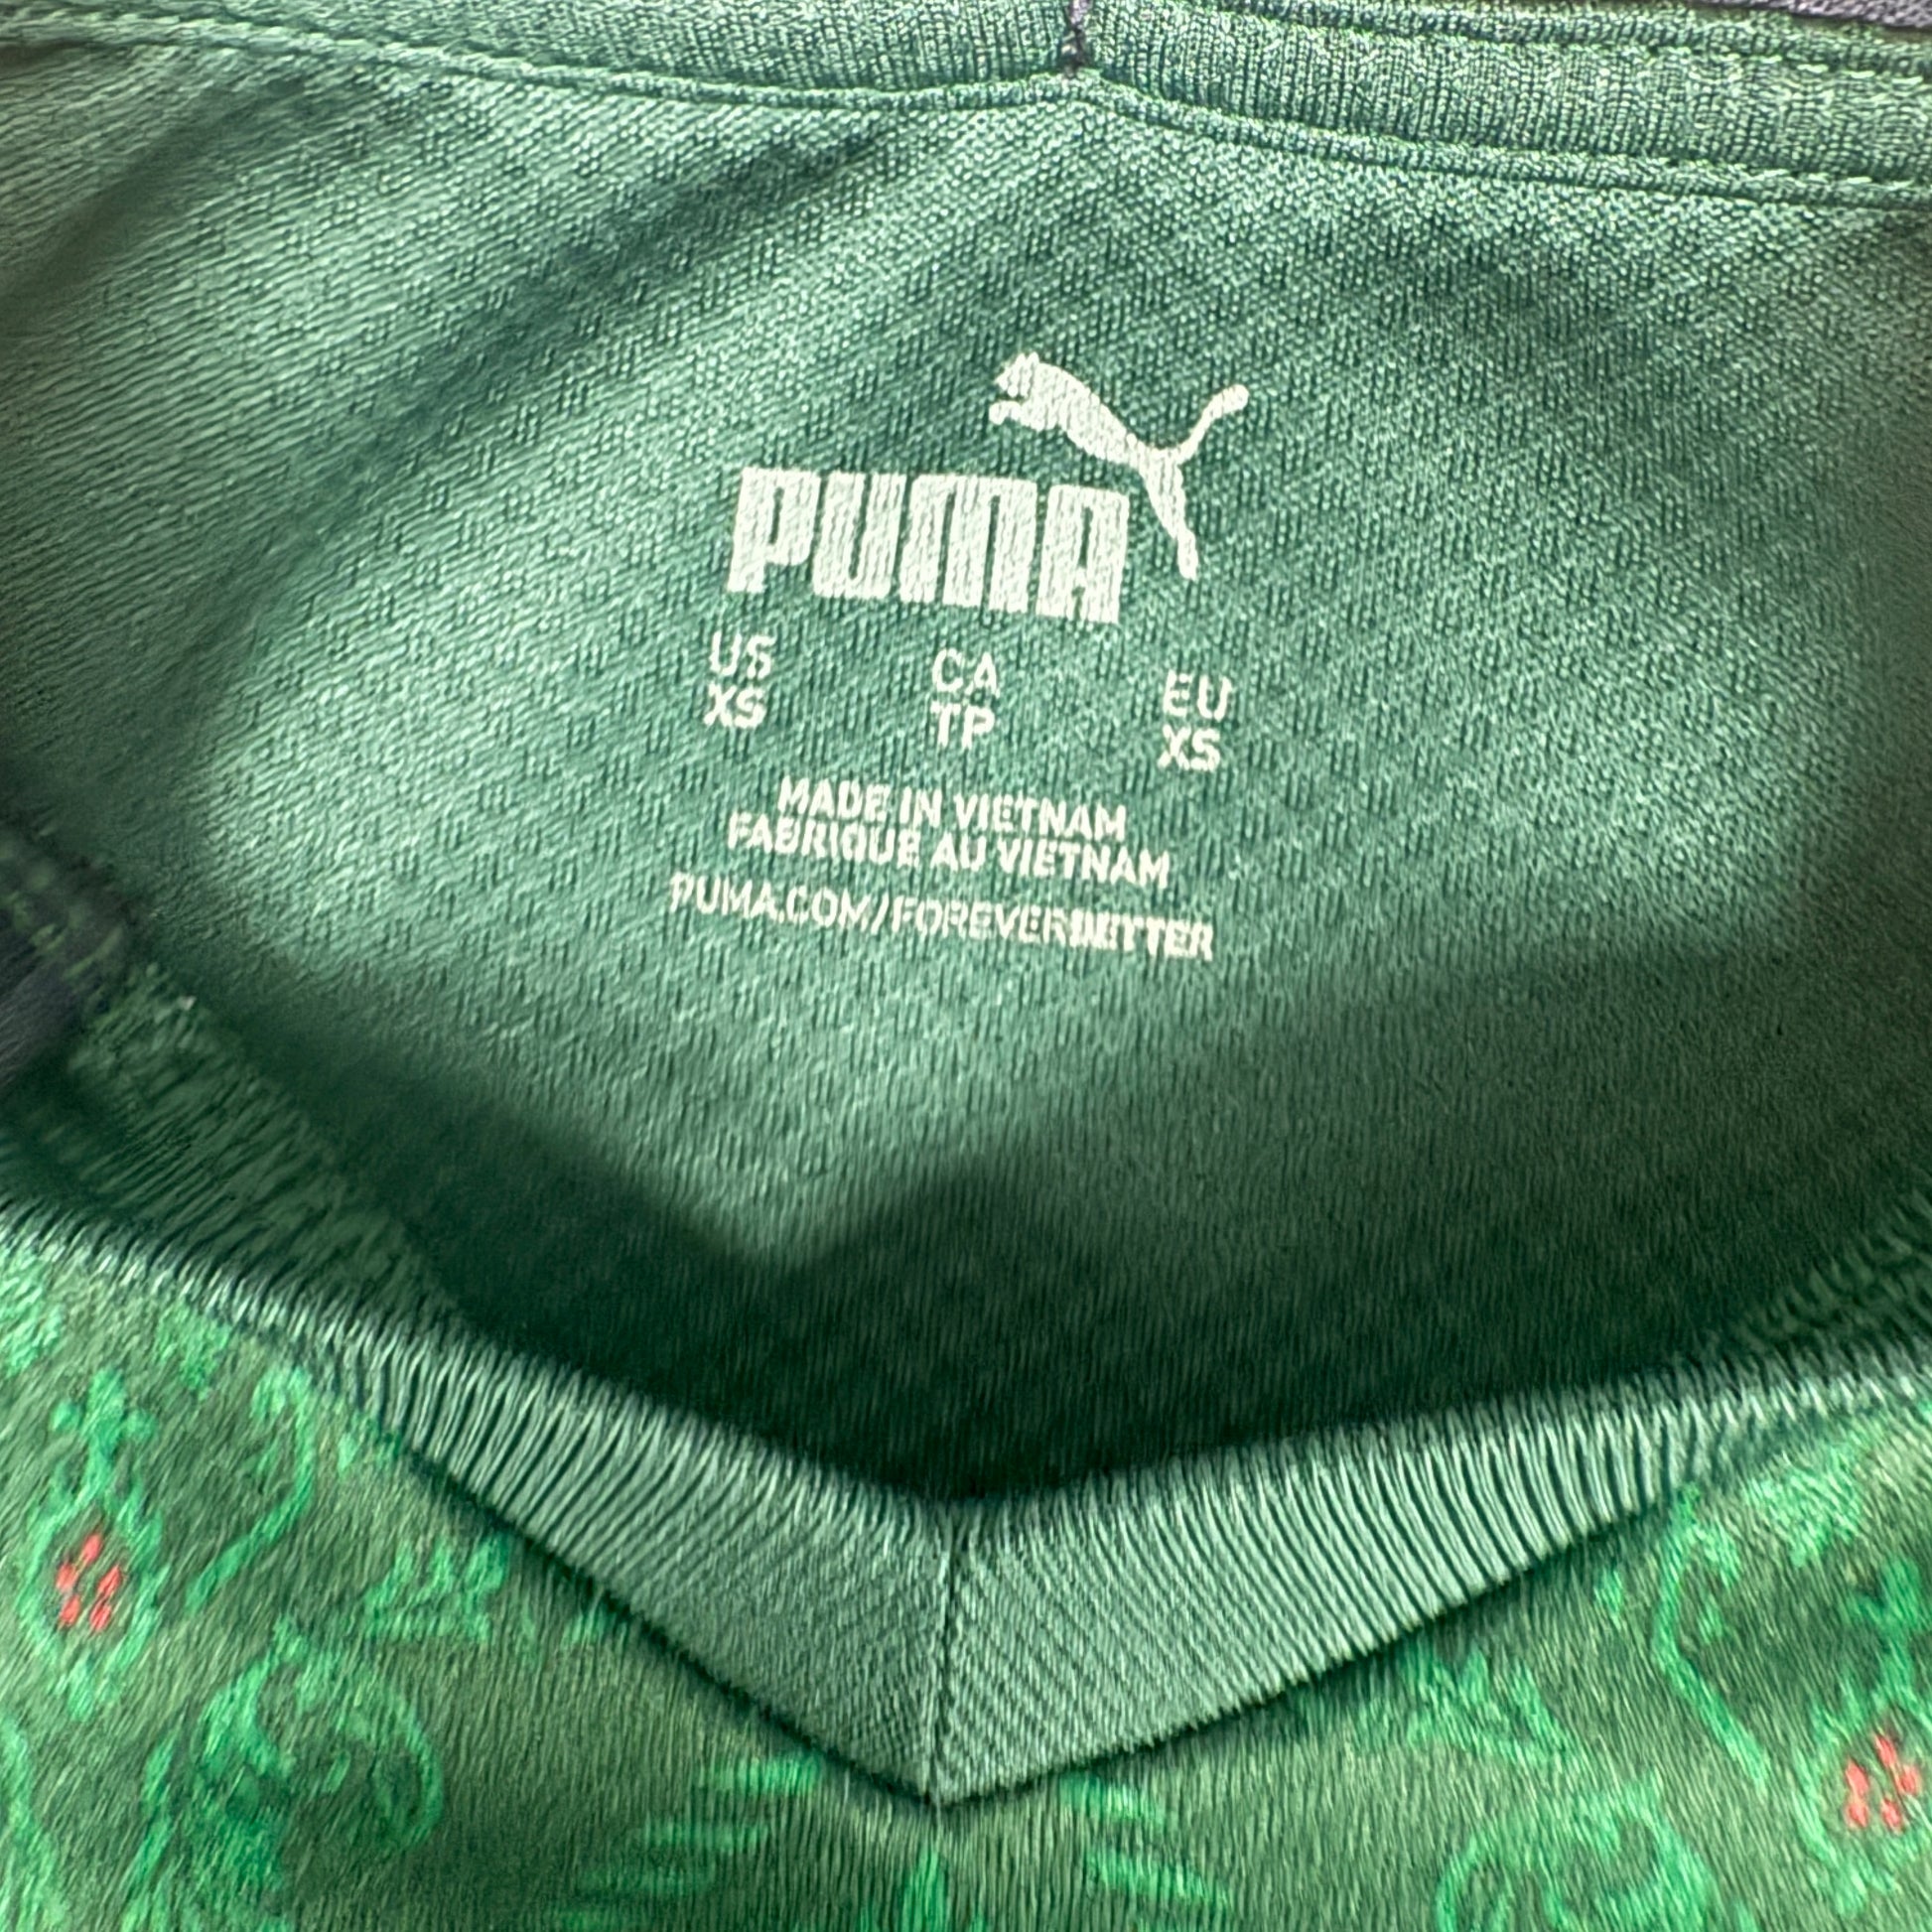 PUMA
US CA EU
XS TP XS
MADE IN VIETNAM
FABRIQUE AU VIETNAM
PUMA.COM/FOREVERBETTER